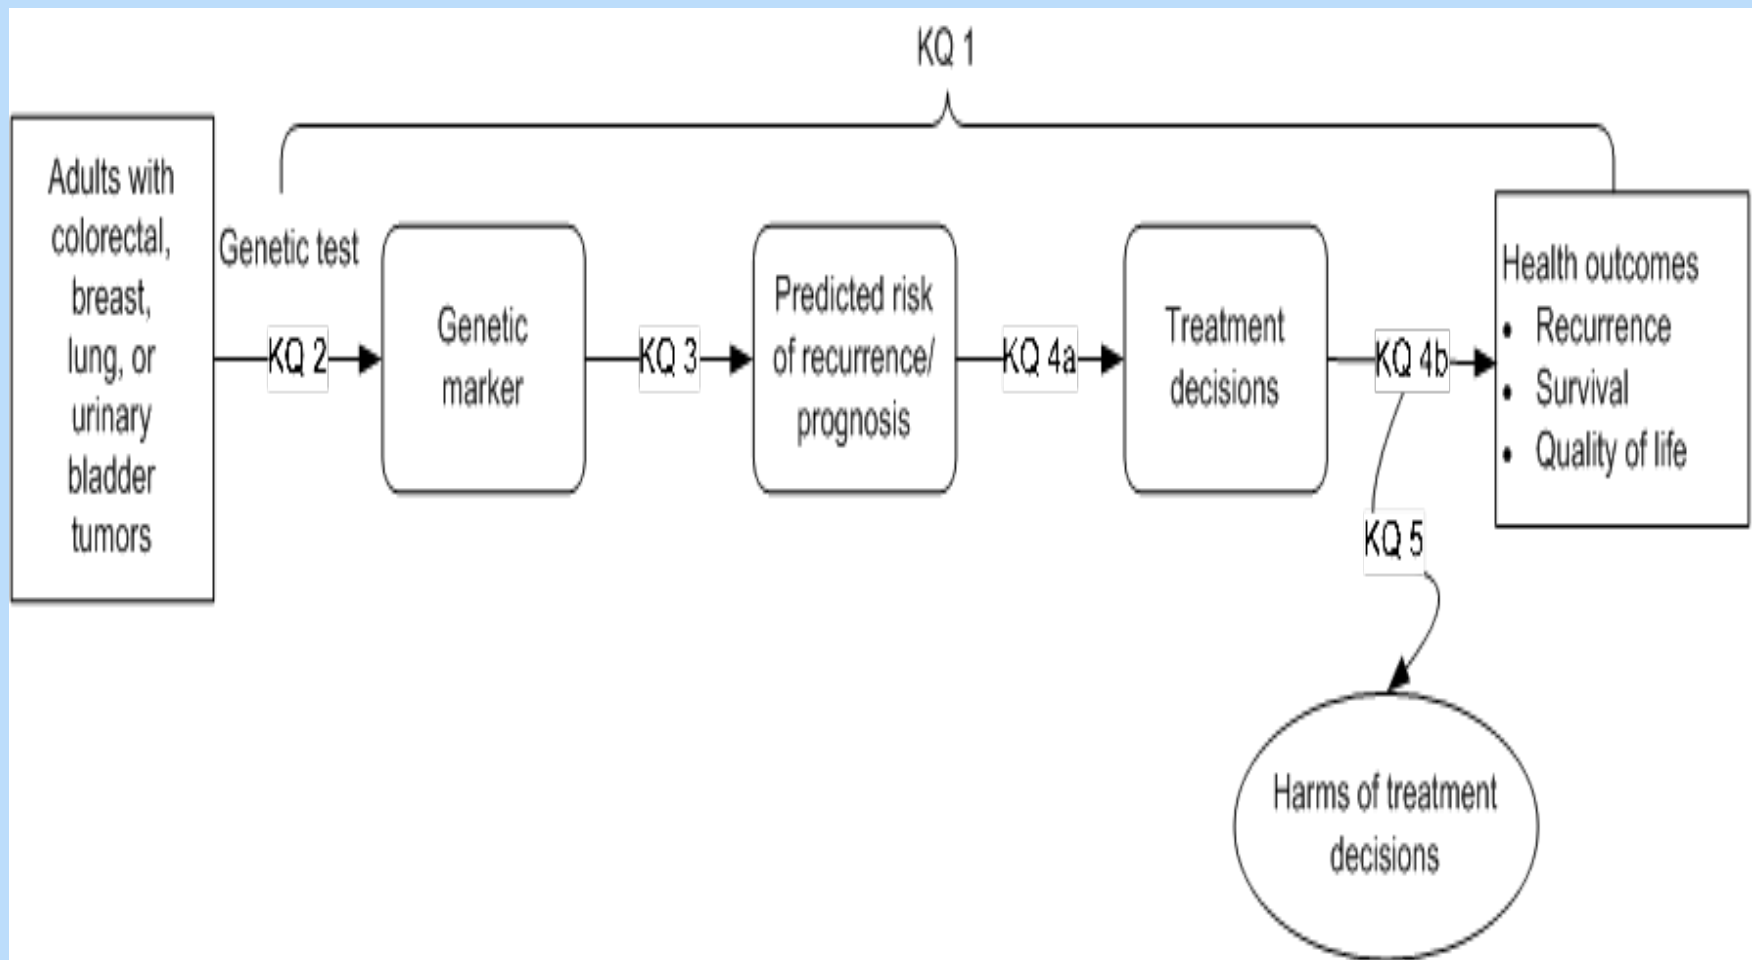 KQ 1
Adults with
colorectal,
breast,
lung, or
urinary
bladder
tumors
Genetic test
KQ 2
Genetic
marker
KQ 3
Predicted risk
of recurrence/
prognosis
KQ 4a
Treatment
decisions
KQ 4b
Health outcomes
• Recurrence
• Survival
• Quality of life
KQ 5
Harms of treatment
decisions